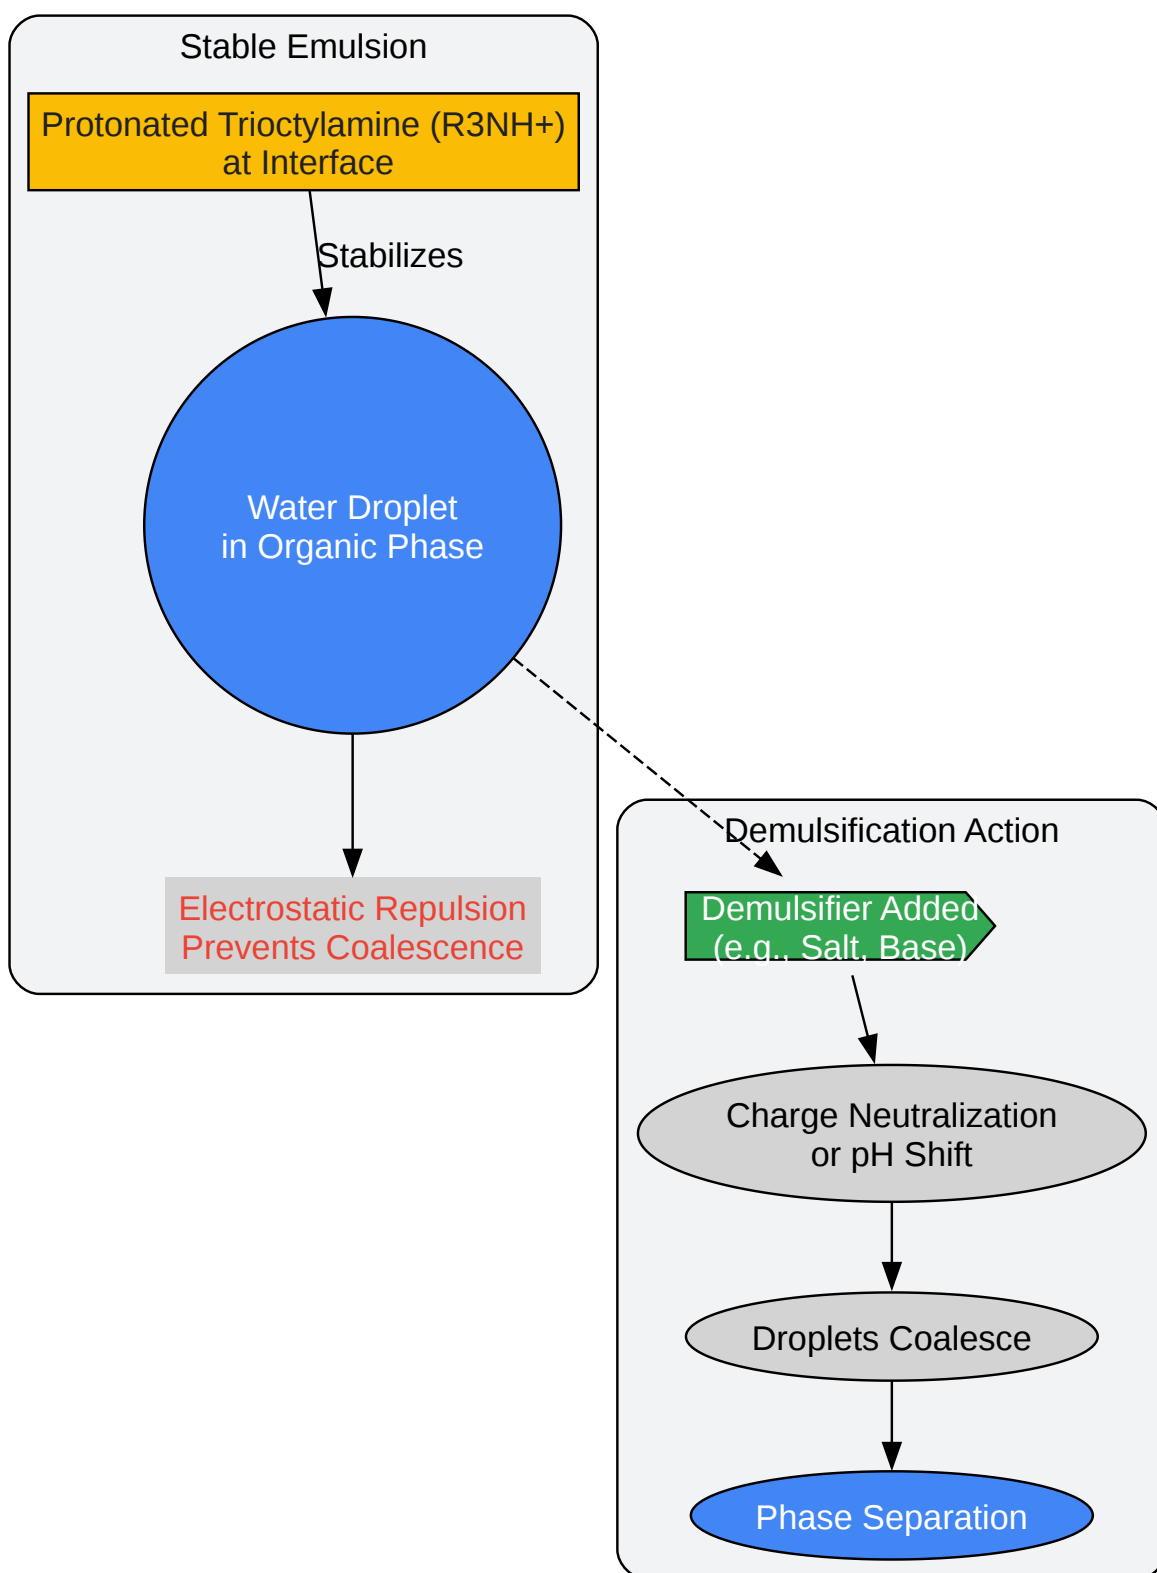 Stable Emulsion
Protonated Trioctylamine (R3NH+)
at Interface
Stabilizes
Water Droplet
in Organic Phase
Electrostatic Repulsion
Prevents Coalescence
Demulsification Action
Demulsifier Added
(e.g., Salt, Base)
Charge Neutralization
or pH Shift
Droplets Coalesce
Phase Separation